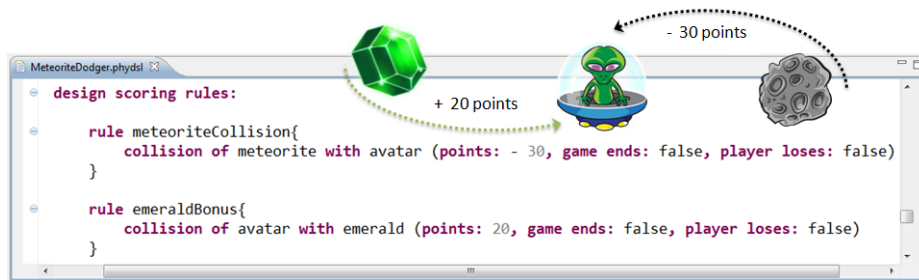 - 30 points
MeteoriteDodger.phydsl
+ 20 points
design scoring rules:
rule meteoriteCollision{
collision of meteorite with avatar (points: - 30, game ends: false, player loses: false)
}
rule emeraldBonus{
collision of avatar with emerald (points: 20, game ends: false, player loses: false)
}